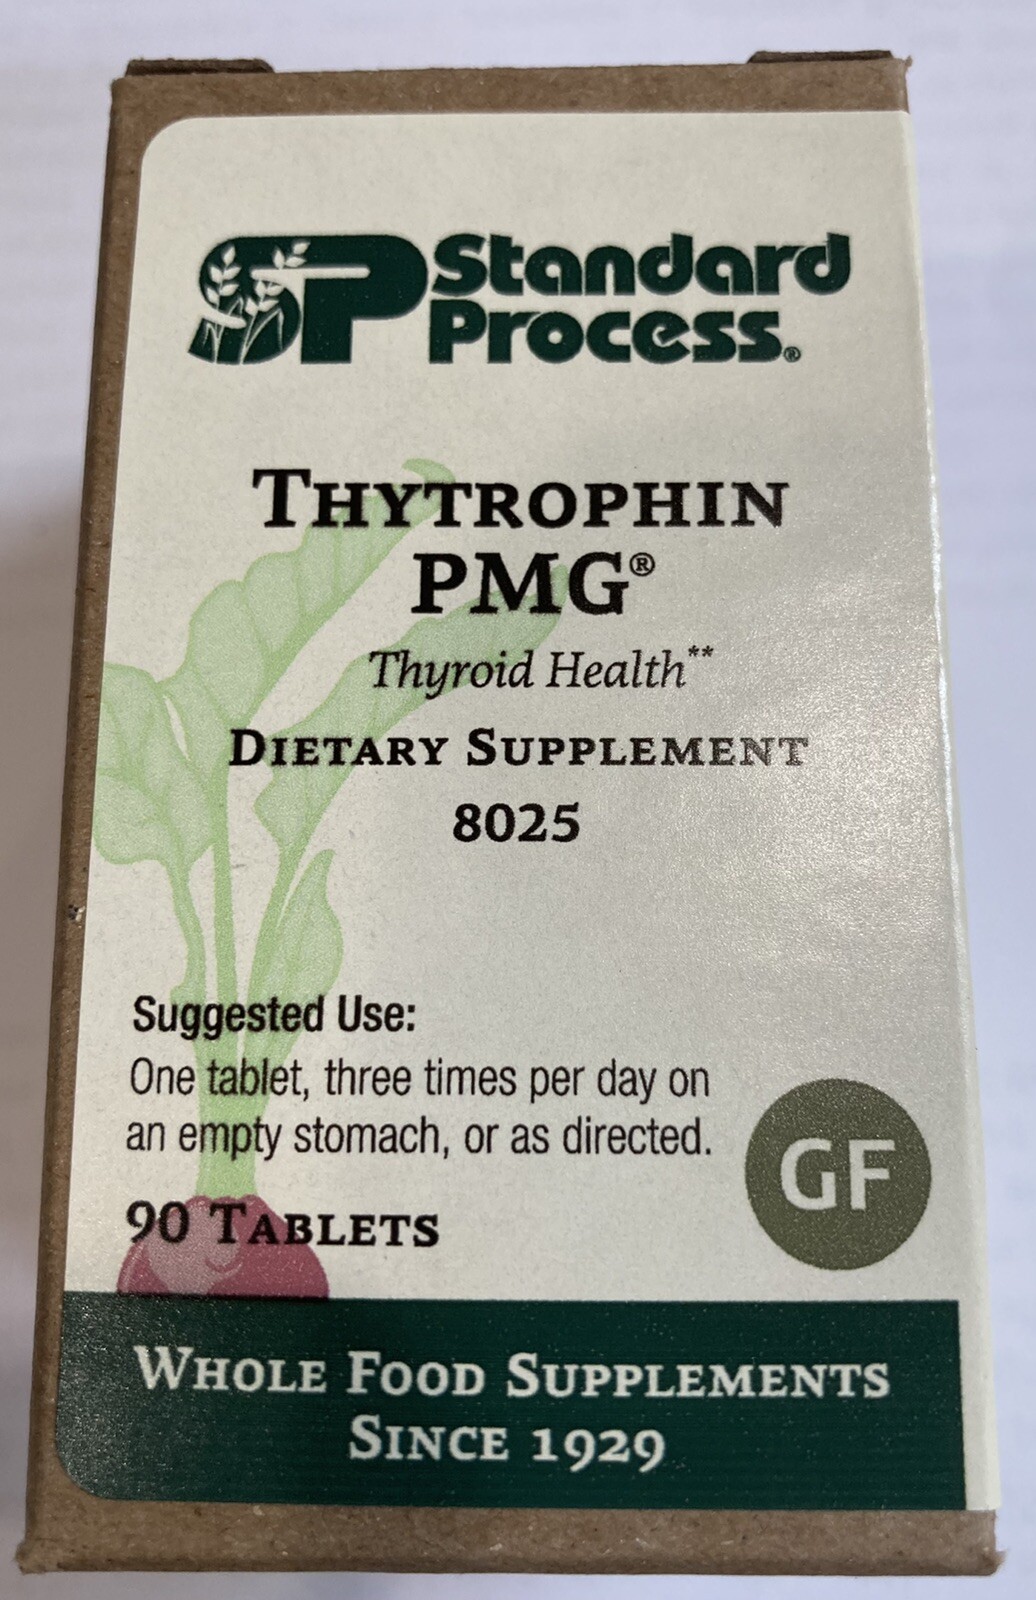 SP Standard
Process®
THYTROPHIN
PMG®
Thyroid Health**
DIETARY SUPPLEMENT
8025
Suggested Use:
One tablet, three times per day on
an empty stomach, or as directed.
GF
90 TABLETS
WHOLE FOOD SUPPLEMENTS
SINCE 1929